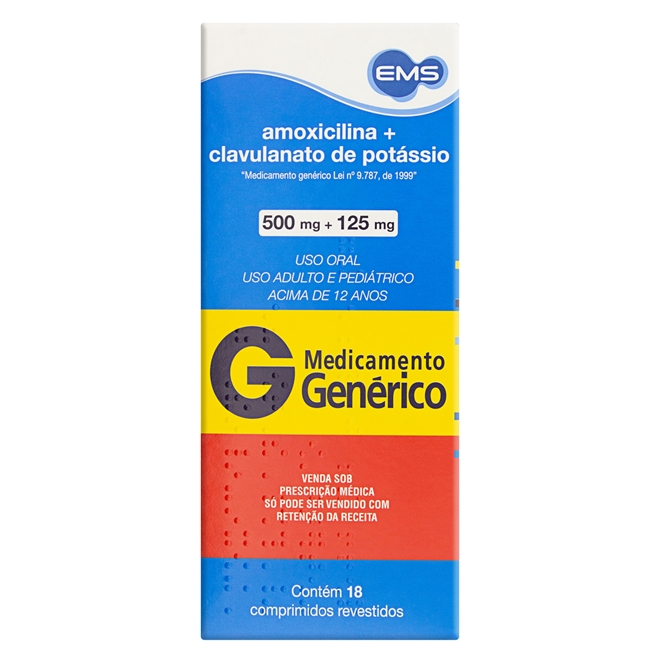 EMS
amoxicilina +
clavulanato de potássio
"Medicamento genérico Lei nº 9.787, de 1999"
500 mg + 125 mg
USO ORAL
USO ADULTO E PEDIÁTRICO
ACIMA DE 12 ANOS
G Medicamento
Genérico
VENDA SOB
PRESCRIÇÃO MÉDICA
SÓ PODE SER VENDIDO COM
RETENÇÃO DA RECEITA
Contém 18
comprimidos revestidos